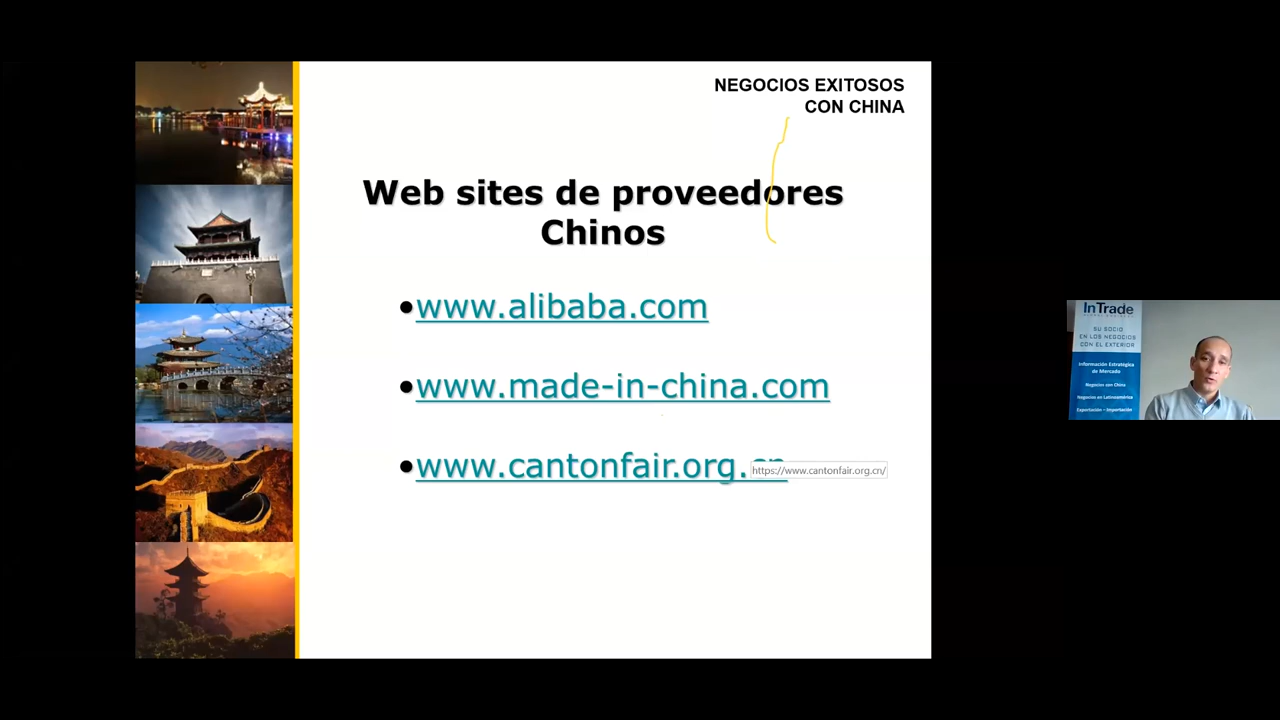 NEGOCIOS EXITOSOS
CON CHINA
Web sites de proveedores
Chinos
•www.alibaba.com
•www.made-in-china.com
•www.cantonfair.org.cn
https://www.cantonfair.org.cn/
InTrade
SU SOCIO
EN LOS NEGOCIOS
CON EL EXTERIOR
Información Estratégica
de Mercado
Negocios con China
Negocios en Latinoamérica
Exportación - Importación